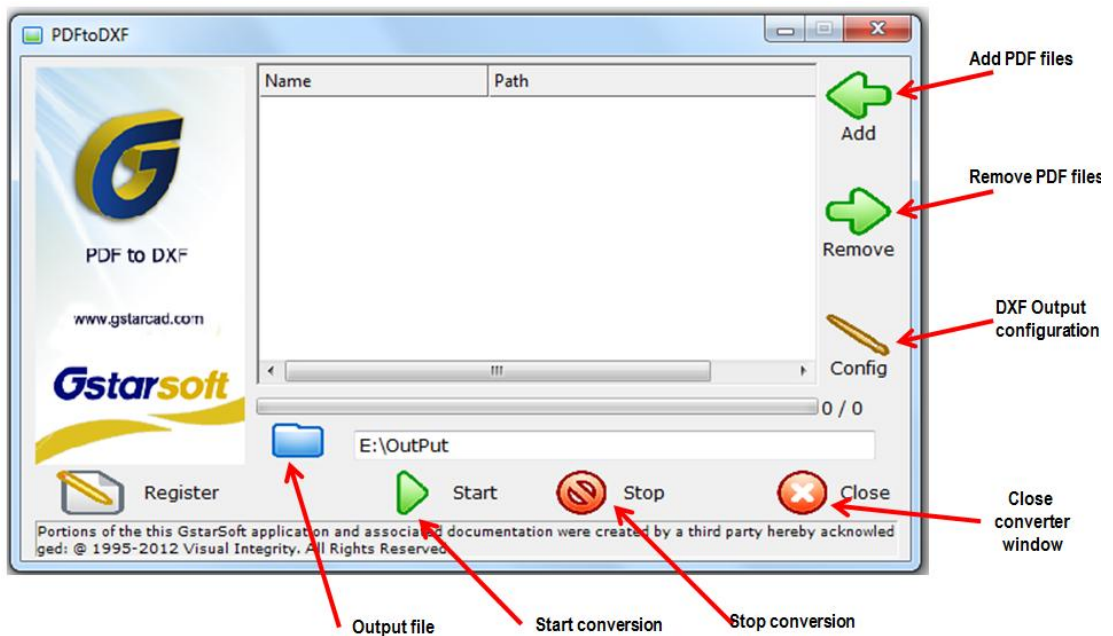 PDFtoDXF
Name
Path
Add PDF files
Add
Remove PDF files
Remove
PDF to DXF
www.gstarcad.com
Gstarsoft
DXF Output
configuration
Config
0 / 0
E:\OutPut
Register
Start
Stop
Close
Close
converter
window
Portions of the this GstarSoft application and associated documentation were created by a third party hereby acknowled
ged: @ 1995-2012 Visual Integrity. All Rights Reserved
Output file
Start conversion
Stop conversion